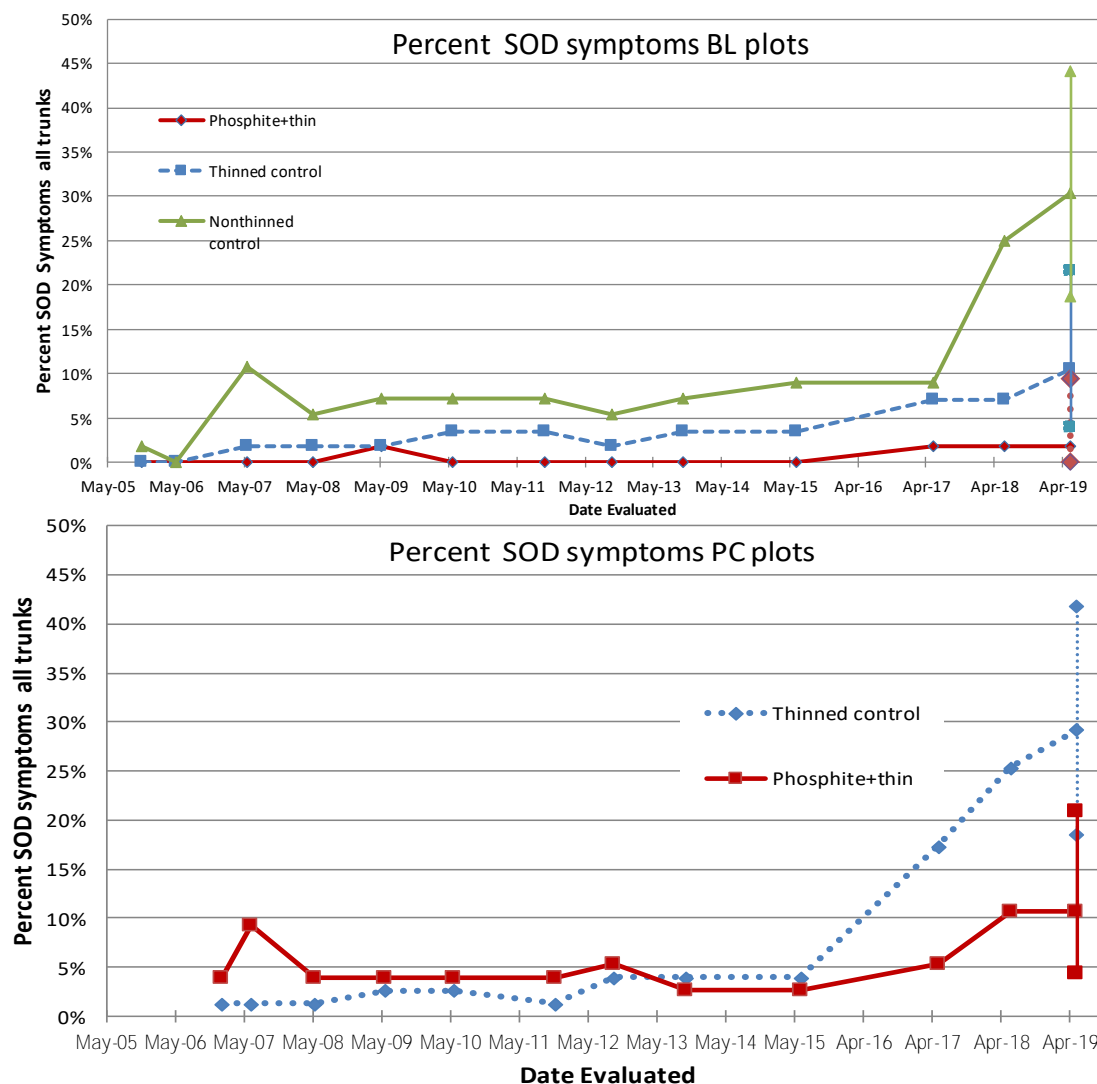 Percent SOD symptoms BL plots
Percent SOD Symptoms all trunks
50%
45%
40%
35%
30%
25%
20%
15%
10%
5%
0%
Phosphite+thin
Thinned control
Nonthinned
control
May-05 May-06 May-07 May-08 May-09 May-10 May-11 May-12 May-13 May-14 May-15 Apr-16 Apr-17 Apr-18 Apr-19
Date Evaluated
Percent SOD symptoms PC plots
Percent SOD symptoms all trunks
50%
45%
40%
35%
30%
25%
20%
15%
10%
5%
0%
Thinned control
Phosphite+thin
May-05 May-06 May-07 May-08 May-09 May-10 May-11 May-12 May-13 May-14 May-15 Apr-16 Apr-17 Apr-18 Apr-19
Date Evaluated